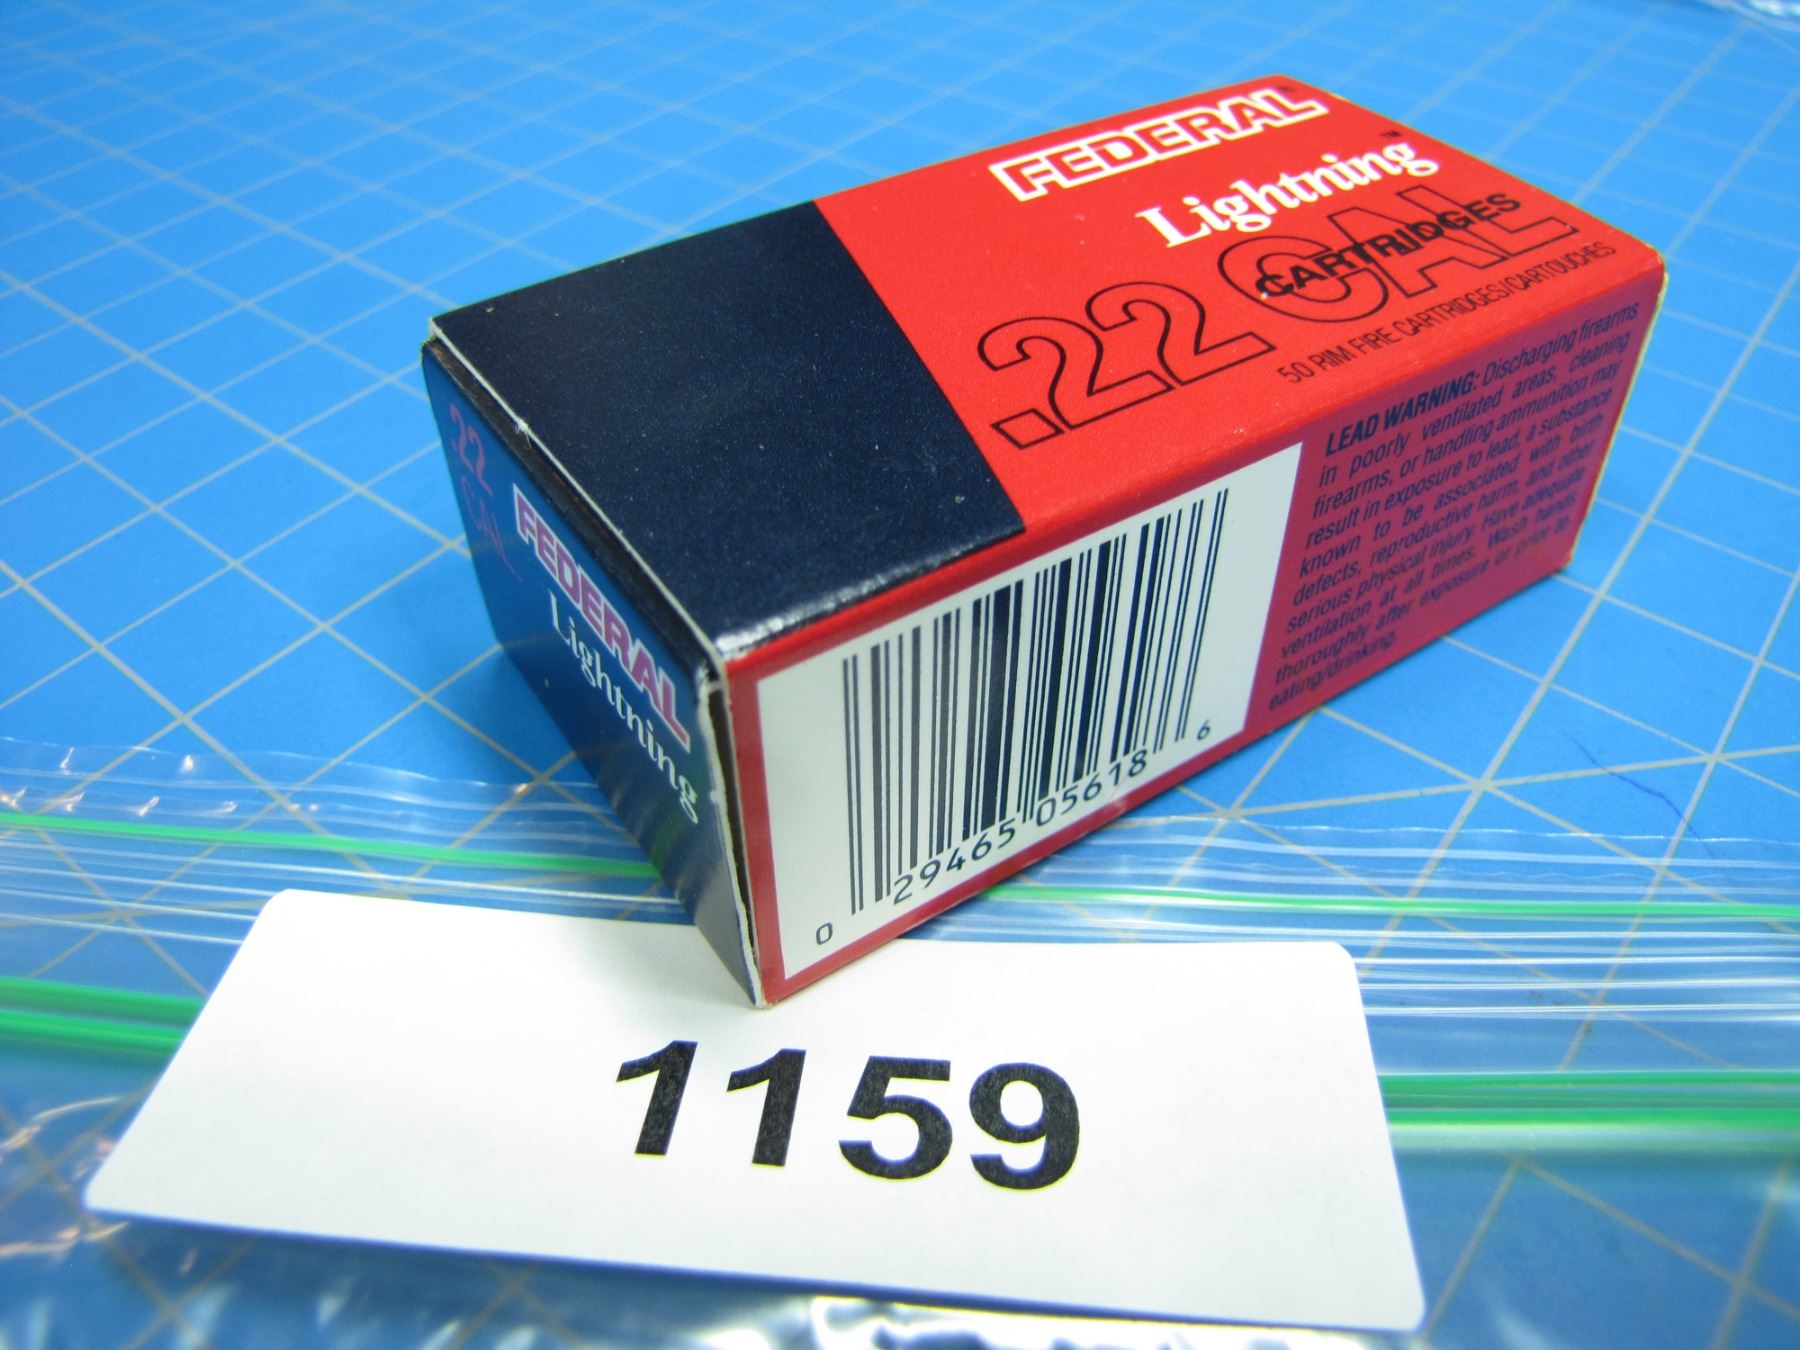 FEDERAL®
Lightning™
.22 CAL
CARTRIDGES
50 RIM FIRE CARTRIDGES/CARTOUCHES
LEAD WARNING: Discharging firearms
in poorly ventilated areas, cleaning
firearms, or handling ammunition may
result in exposure to lead, a substance
known to be associated with birth
defects, reproductive harm, and other
serious physical injury. Have adequate
ventilation at all times. Wash hands
thoroughly after exposure or prior to
eating/drinking.
0 29465 05618 6
.22
CAL
FEDERAL
Lightning
1159